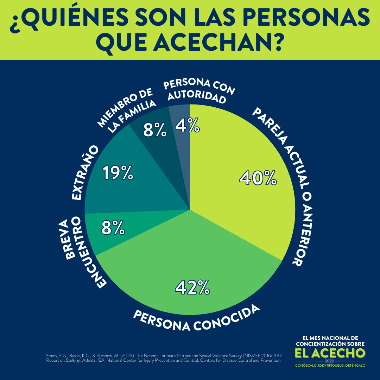 ¿QUIÉNES SON LAS PERSONAS
QUE ACECHAN?
PERSONA CON
AUTORIDAD
4%
MIEMBRO DE
LA FAMILIA
8%
PAREJA ACTUAL O ANTERIOR
40%
EXTRAÑO
19%
BREVA
ENCUENTRO
8%
42%
PERSONA CONOCIDA
EL MES NACIONAL DE
CONCIENTIZACIÓN SOBRE
EL ACECHO